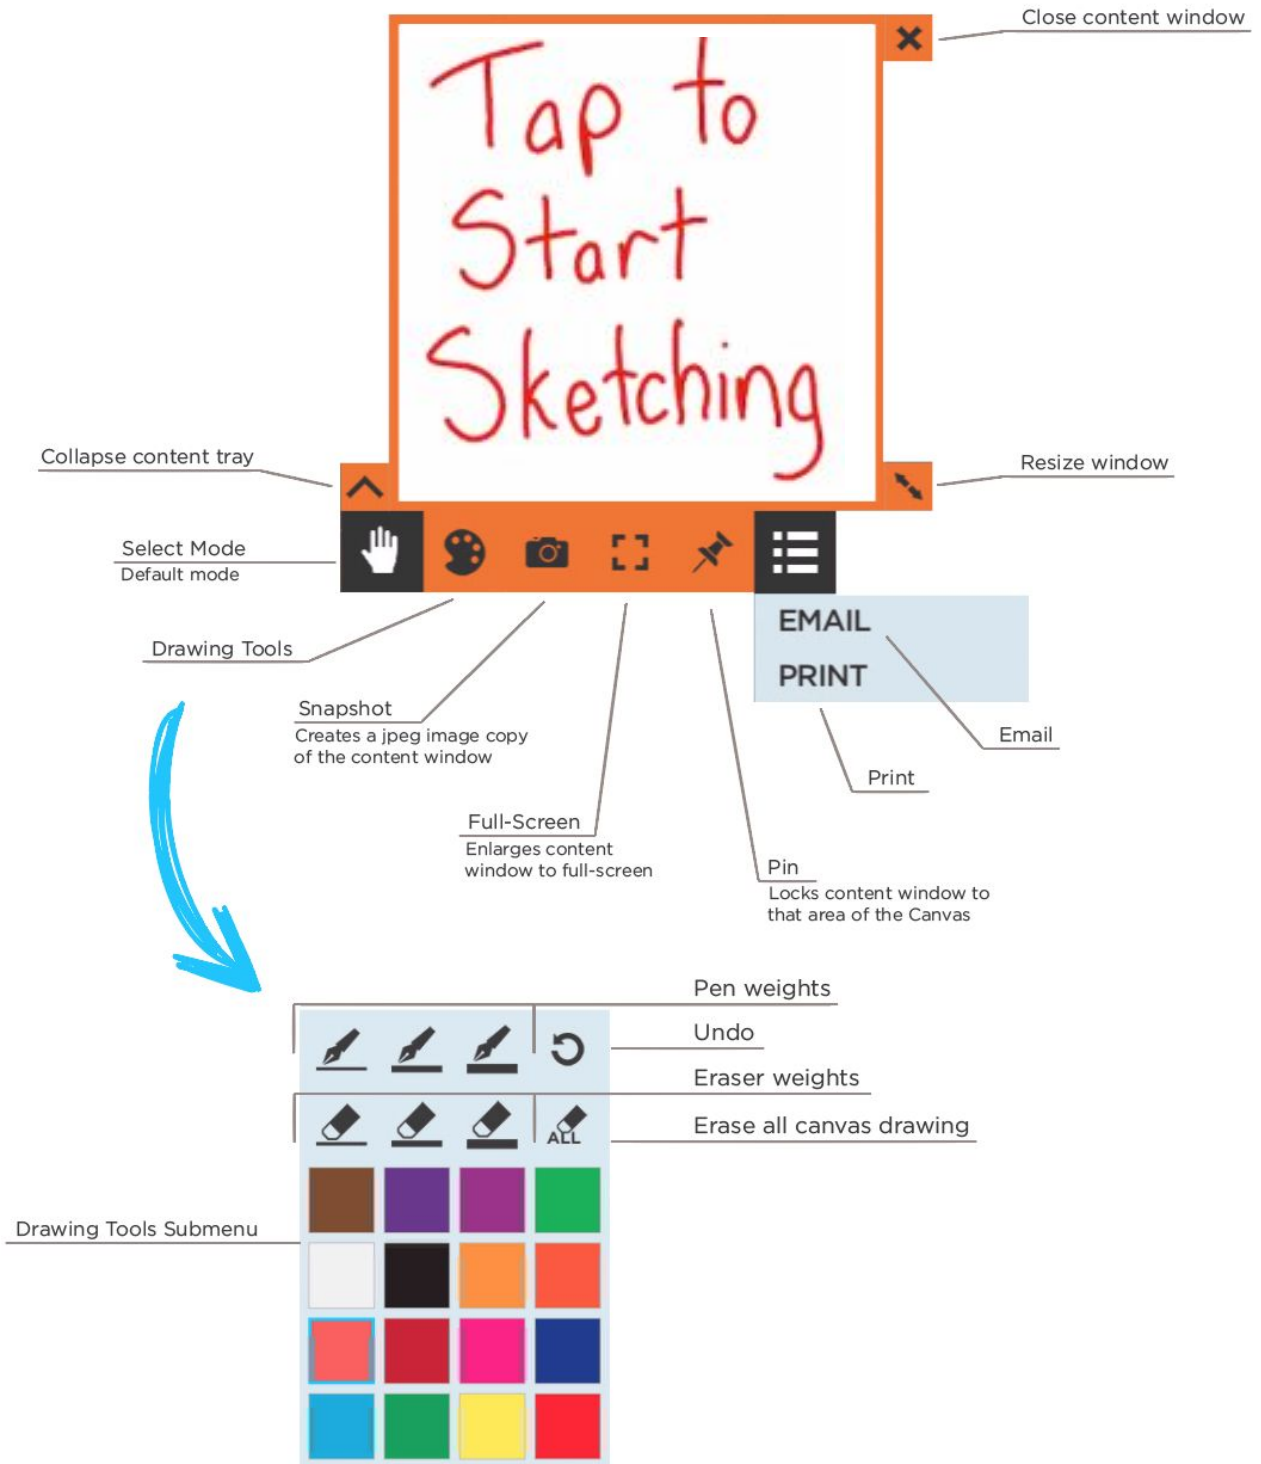 Close content window
Tap to
Start
Sketching
Collapse content tray
Resize window
Select Mode
Default mode
EMAIL
PRINT
Drawing Tools
Snapshot
Creates a jpeg image copy
of the content window
Email
Print
Full-Screen
Enlarges content
window to full-screen
Pin
Locks content window to
that area of the Canvas
Pen weights
Undo
Eraser weights
Erase all canvas drawing
ALL
Drawing Tools Submenu